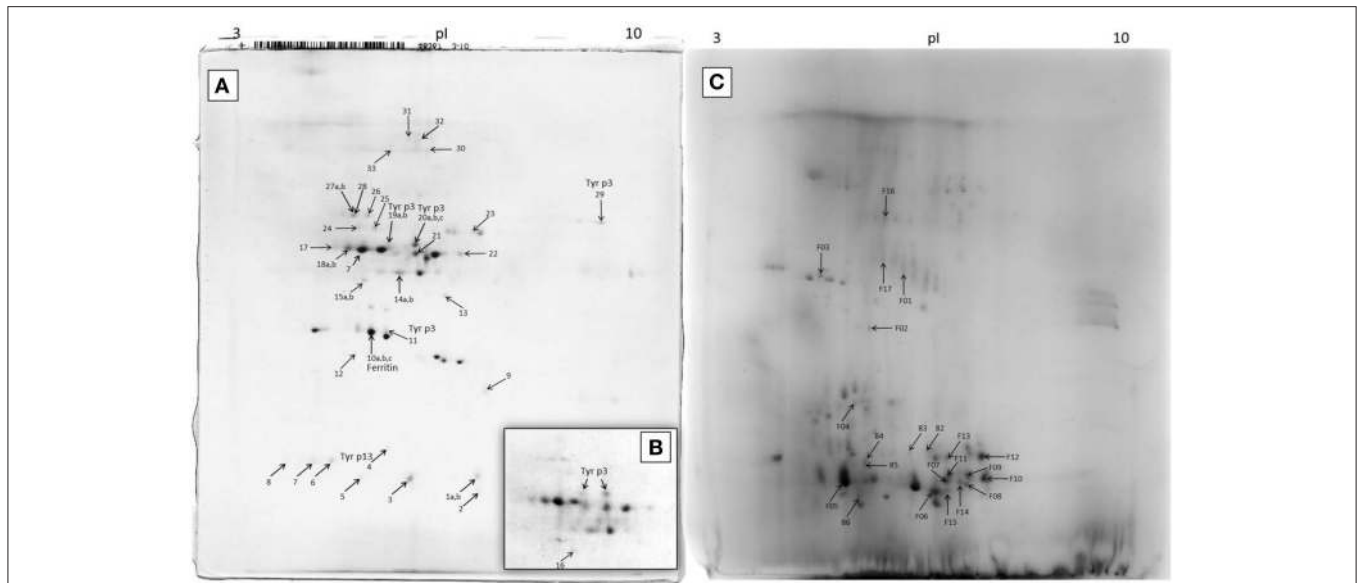 3 pI 10
A
31
32
30
33
27a,b 28 26
25
Tyr p3
19a,b
Tyr p3
20a,b,c
23
Tyr p3
29
24
17
21
22
18a,b
?
15a,b
14a,b
13
Tyr p3
11
10a,b,c
Ferritin
12
9
Tyr p13
4
8 7 6 5 3
1a,b
2
B
Tyr p3
16
3 pI 10
C
F16
F03
F17
F01
F02
F04
B4
B3 B2 F13
B5
F07
F11
F12
F09
F10
F05
F08
B6
F06
F15
F14